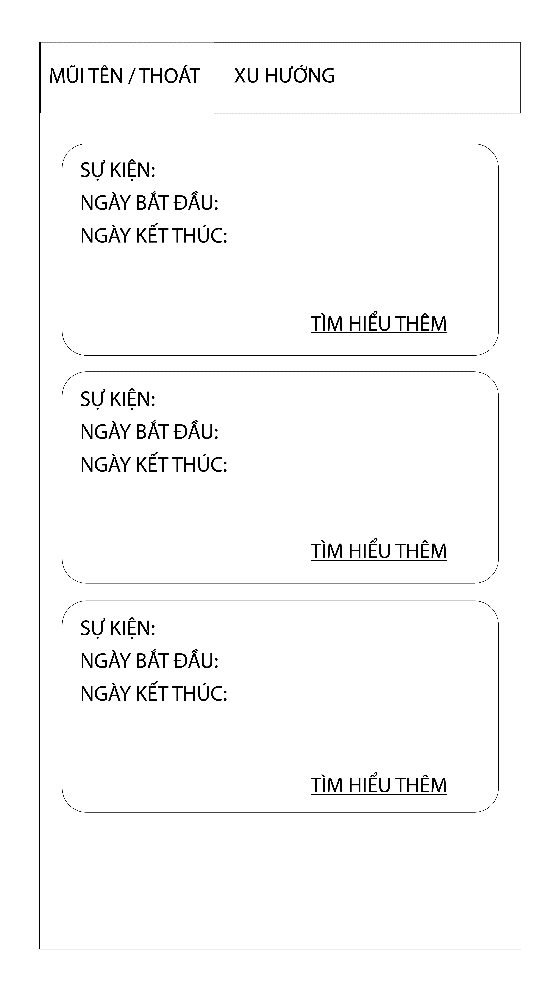 MŨI TÊN / THOÁT XU HƯỚNG
SỰ KIỆN:
NGÀY BẮT ĐẦU:
NGÀY KẾT THÚC:
TÌM HIỂU THÊM
SỰ KIỆN:
NGÀY BẮT ĐẦU:
NGÀY KẾT THÚC:
TÌM HIỂU THÊM
SỰ KIỆN:
NGÀY BẮT ĐẦU:
NGÀY KẾT THÚC:
TÌM HIỂU THÊM